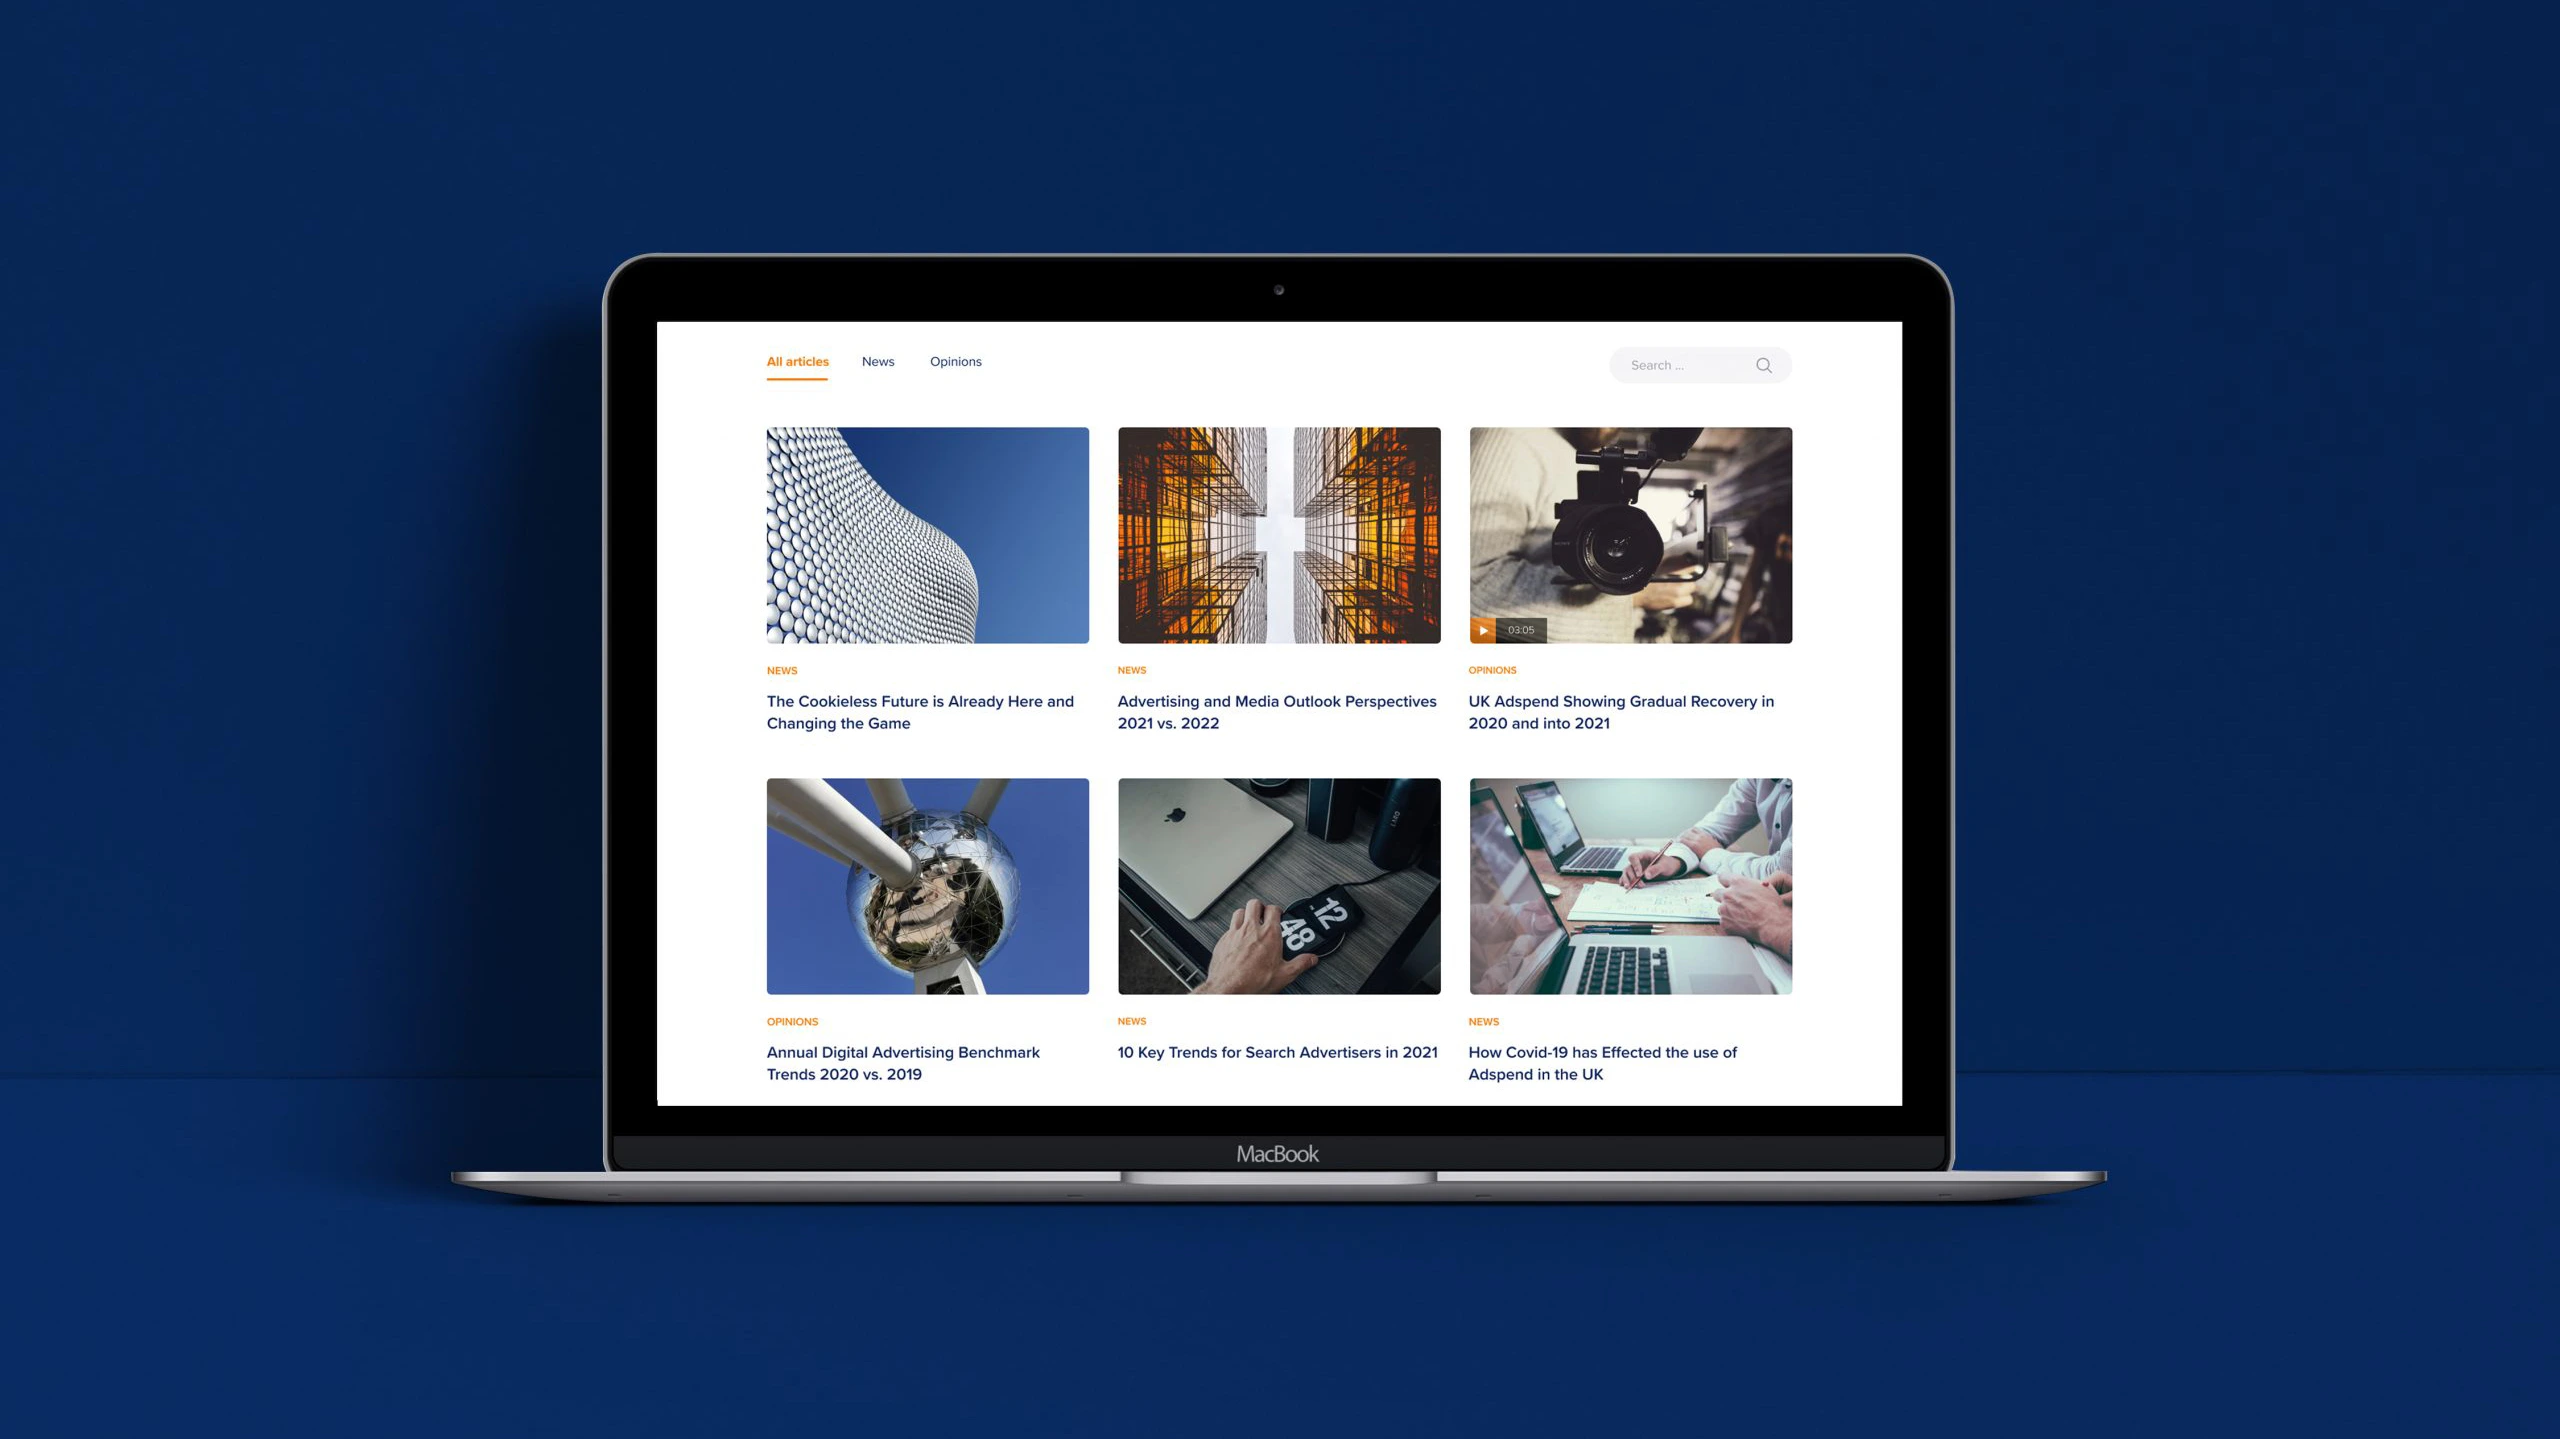 All articles
News
Opinions
Search ...
03:05
NEWS
The Cookieless Future is Already Here and
Changing the Game
NEWS
Advertising and Media Outlook Perspectives
2021 vs. 2022
OPINIONS
UK Adspend Showing Gradual Recovery in
2020 and into 2021
12
48
OPINIONS
Annual Digital Advertising Benchmark
Trends 2020 vs. 2019
NEWS
10 Key Trends for Search Advertisers in 2021
NEWS
How Covid-19 has Effected the use of
Adspend in the UK
MacBook